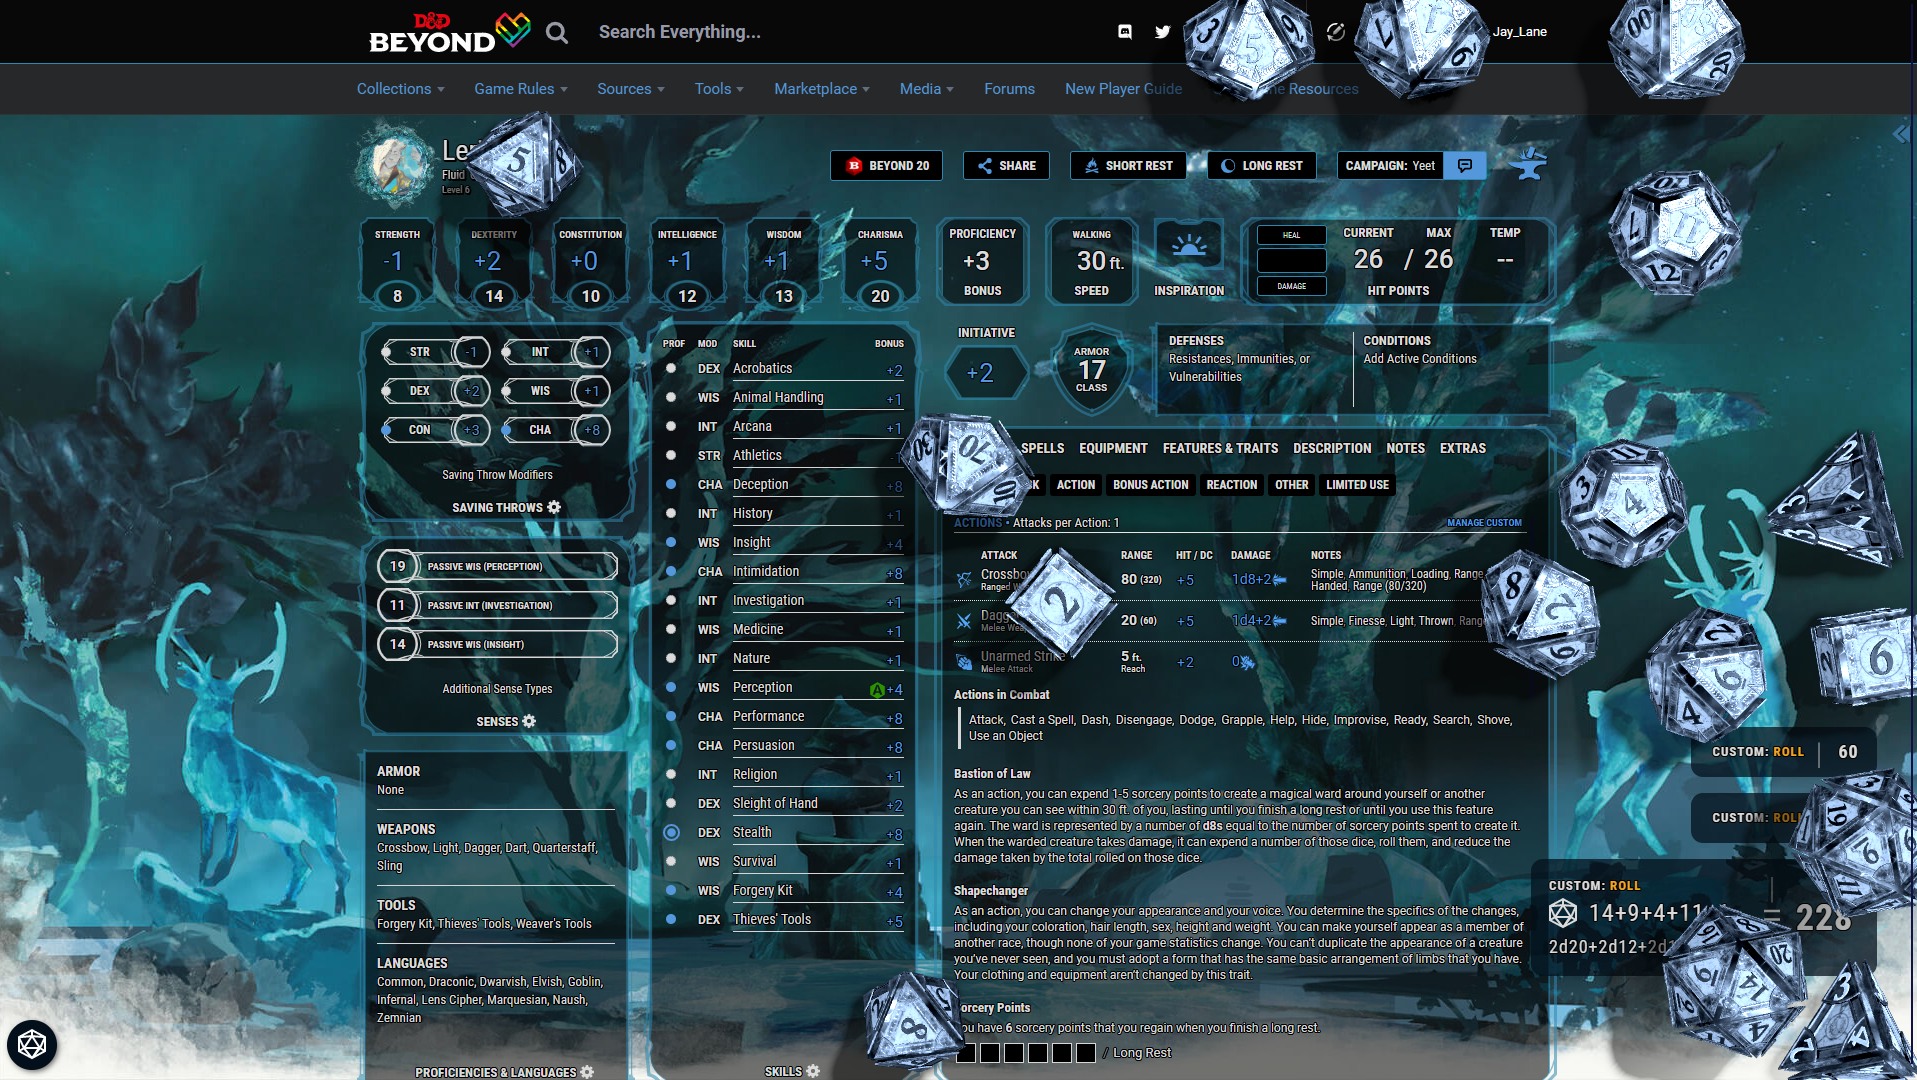 D&D
BEYOND
Search Everything...
Jay_Lane
Collections
Game Rules
Sources
Tools
Marketplace
Media
Forums
New Player Guide
Resources
Fluid
Level 6
BEYOND 20
SHARE
SHORT REST
LONG REST
CAMPAIGN: Yeet
STRENGTH
-1
8
DEXTERITY
+2
14
CONSTITUTION
+0
10
INTELLIGENCE
+1
12
WISDOM
+1
13
CHARISMA
+5
20
PROFICIENCY
+3
BONUS
WALKING
30 ft.
SPEED
INSPIRATION
HEAL
DAMAGE
CURRENT MAX TEMP
26 / 26 --
HIT POINTS
STR -1
INT +1
DEX +2
WIS +1
CON +3
CHA +8
Saving Throw Modifiers
SAVING THROWS
19 PASSIVE WIS (PERCEPTION)
11 PASSIVE INT (INVESTIGATION)
14 PASSIVE WIS (INSIGHT)
Additional Sense Types
SENSES
ARMOR
None
WEAPONS
Crossbow, Light, Dagger, Dart, Quarterstaff,
Sling
TOOLS
Forgery Kit, Thieves' Tools, Weaver's Tools
LANGUAGES
Common, Draconic, Dwarvish, Elvish, Goblin,
Infernal, Lens Cipher, Marquesian, Naush,
Zemnian
PROFICIENCIES & LANGUAGES
PROF MOD SKILL BONUS
DEX Acrobatics +2
WIS Animal Handling +1
INT Arcana +1
STR Athletics -1
CHA Deception +8
INT History +1
WIS Insight +4
CHA Intimidation +8
INT Investigation +1
WIS Medicine +1
INT Nature +1
WIS Perception A +4
CHA Performance +8
CHA Persuasion +8
INT Religion +1
DEX Sleight of Hand +2
DEX Stealth +8
WIS Survival +1
WIS Forgery Kit +4
DEX Thieves' Tools +5
SKILLS
INITIATIVE
+2
ARMOR
17
CLASS
DEFENSES
Resistances, Immunities, or
Vulnerabilities
CONDITIONS
Add Active Conditions
SPELLS EQUIPMENT FEATURES & TRAITS DESCRIPTION NOTES EXTRAS
ACTION BONUS ACTION REACTION OTHER LIMITED USE
ACTIONS • Attacks per Action: 1
MANAGE CUSTOM
ATTACK RANGE HIT / DC DAMAGE NOTES
80 (320) +5 1d8+2 Simple, Ammunition, Loading, Range
Ranged Handed, Range (80/320)
20 (60) +5 1d4+2 Simple, Finesse, Light, Thrown,
Melee
Unarmed Strike 5 ft. +2 0
Melee Attack Reach
Actions in Combat
Attack, Cast a Spell, Dash, Disengage, Dodge, Grapple, Help, Hide, Improvise, Ready, Search, Shove,
Use an Object
Bastion of Law
As an action, you can expend 1-5 sorcery points to create a magical ward around yourself or another
creature you can see within 30 ft. of you, lasting until you finish a long rest or until you use this feature
again. The ward is represented by a number of d8s equal to the number of sorcery points spent to create it.
When the warded creature takes damage, it can expend a number of those dice, roll them, and reduce the
damage taken by the total rolled on those dice.
Shapechanger
As an action, you can change your appearance and your voice. You determine the specifics of the changes,
including your coloration, hair length, sex, height and weight. You can make yourself appear as a member of
another race, though none of your game statistics change. You can't duplicate the appearance of a creature
you've never seen, and you must adopt a form that has the same basic arrangement of limbs that you have.
Your clothing and equipment aren't changed by this trait.
Sorcery Points
You have 6 sorcery points that you regain when you finish a long rest.
/ Long Rest
CUSTOM: ROLL 60
CUSTOM: ROLL
CUSTOM: ROLL
14+9+4+11 = 228
2d20+2d12+2d1